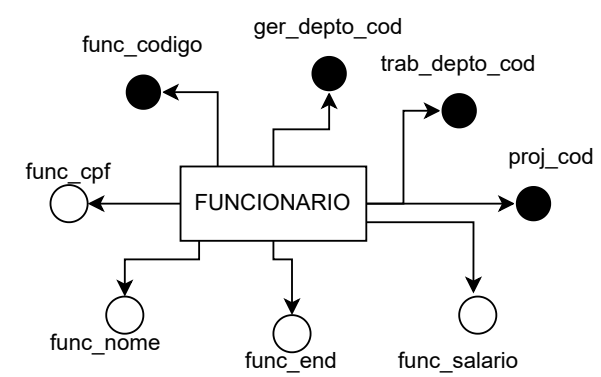 ger_depto_cod
func_codigo
trab_depto_cod
proj_cod
func_cpf
FUNCIONARIO
func_nome
func_end
func_salario